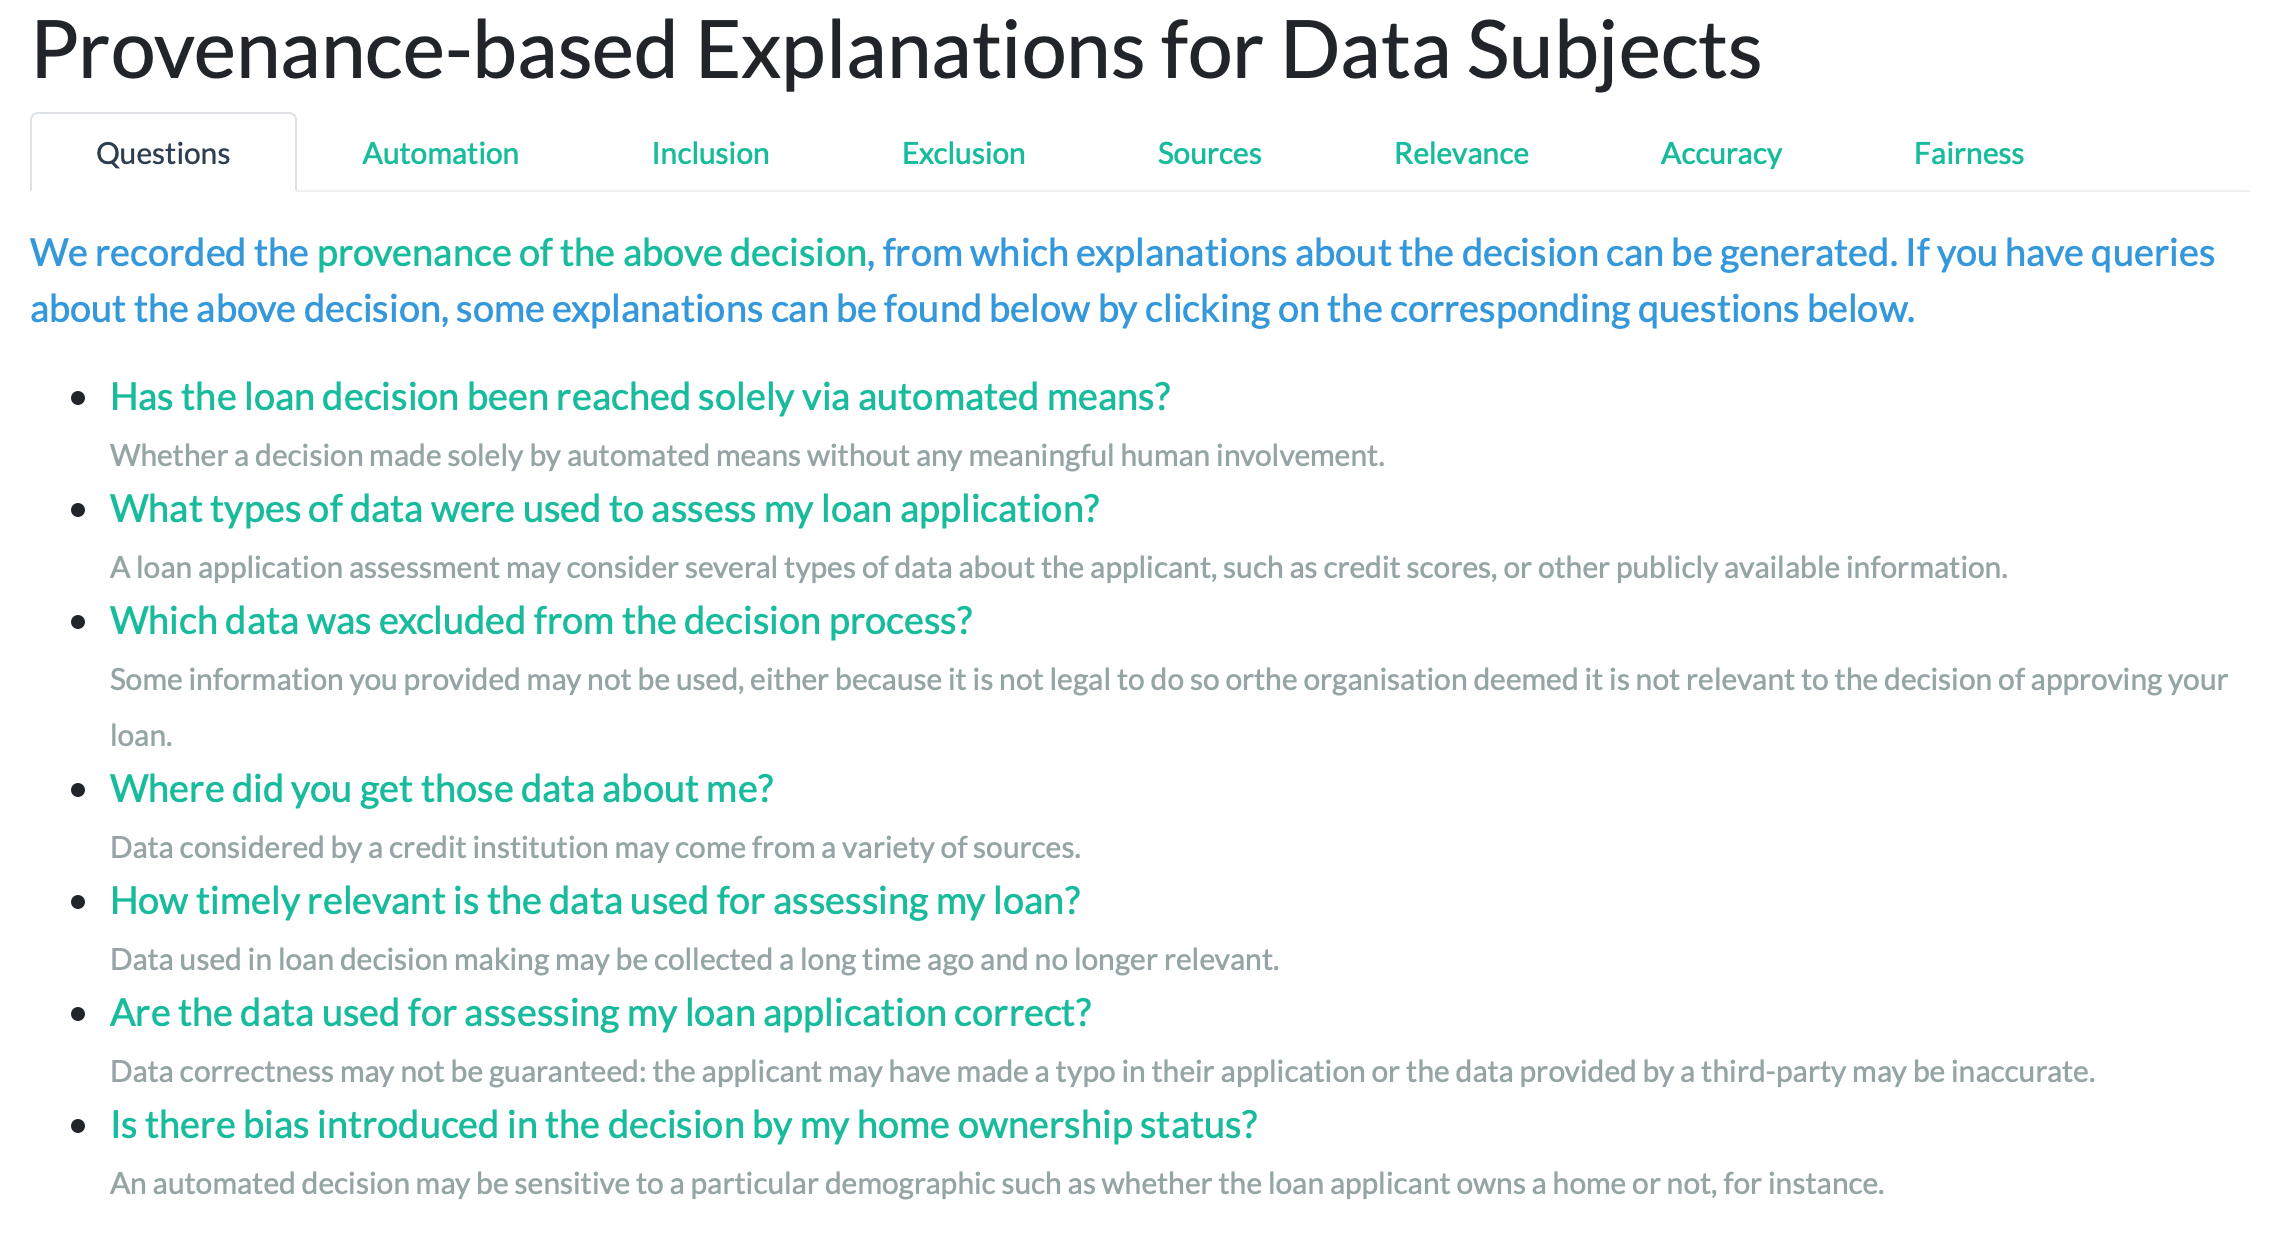 Provenance-based Explanations for Data Subjects
Questions Automation Inclusion Exclusion Sources Relevance Accuracy Fairness
We recorded the provenance of the above decision, from which explanations about the decision can be generated. If you have queries
about the above decision, some explanations can be found below by clicking on the corresponding questions below.
• Has the loan decision been reached solely via automated means?
Whether a decision made solely by automated means without any meaningful human involvement.
• What types of data were used to assess my loan application?
A loan application assessment may consider several types of data about the applicant, such as credit scores, or other publicly available information.
• Which data was excluded from the decision process?
Some information you provided may not be used, either because it is not legal to do so orthe organisation deemed it is not relevant to the decision of approving your
loan.
• Where did you get those data about me?
Data considered by a credit institution may come from a variety of sources.
• How timely relevant is the data used for assessing my loan?
Data used in loan decision making may be collected a long time ago and no longer relevant.
• Are the data used for assessing my loan application correct?
Data correctness may not be guaranteed: the applicant may have made a typo in their application or the data provided by a third-party may be inaccurate.
• Is there bias introduced in the decision by my home ownership status?
An automated decision may be sensitive to a particular demographic such as whether the loan applicant owns a home or not, for instance.